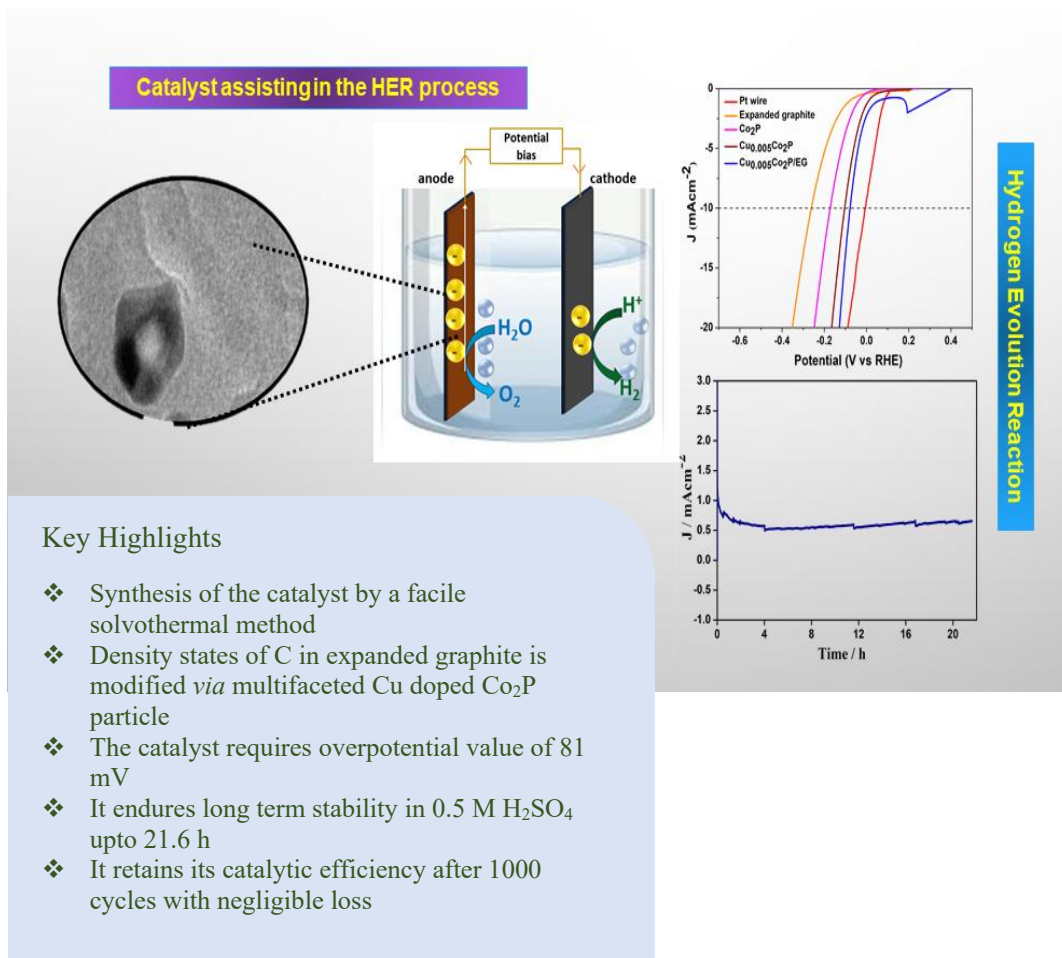 Catalyst assisting in the HER process
Potential
bias
anode
cathode
-
-
-
-
-
-
H2O
O2
H+
H2
0
-5
-10
-15
-20
J (mAcm-2)
Pt wire
Expanded graphite
Co2P
Cu0.005Co2P
Cu0.005Co2P/EG
-0.6 -0.4 -0.2 0.0 0.2 0.4
Potential (V vs RHE)
3.0
2.5
2.0
1.5
1.0
0.5
0.0
-0.5
-1.0
J / mAcm-2
0 4 8 12 16 20
Time / h
Hydrogen Evolution Reaction
Key Highlights
❖ Synthesis of the catalyst by a facile
solvothermal method
❖ Density states of C in expanded graphite is
modified via multifaceted Cu doped Co2P
particle
❖ The catalyst requires overpotential value of 81
mV
❖ It endures long term stability in 0.5 M H2SO4
upto 21.6 h
❖ It retains its catalytic efficiency after 1000
cycles with negligible loss